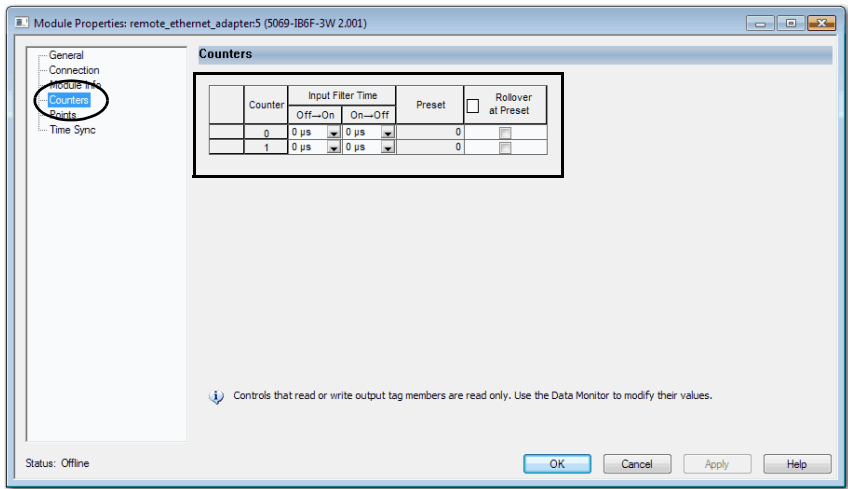 Module Properties: remote_ethernet_adapter:5 (5069-IB6F-3W 2.001)
General
Connection
Module Info
Counters
Points
Time Sync
Counters
Counter Input Filter Time Preset Rollover at Preset
Off→On On→Off
0 0 µs 0 µs 0
1 0 µs 0 µs 0
Controls that read or write output tag members are read only. Use the Data Monitor to modify their values.
Status: Offline
OK Cancel Apply Help